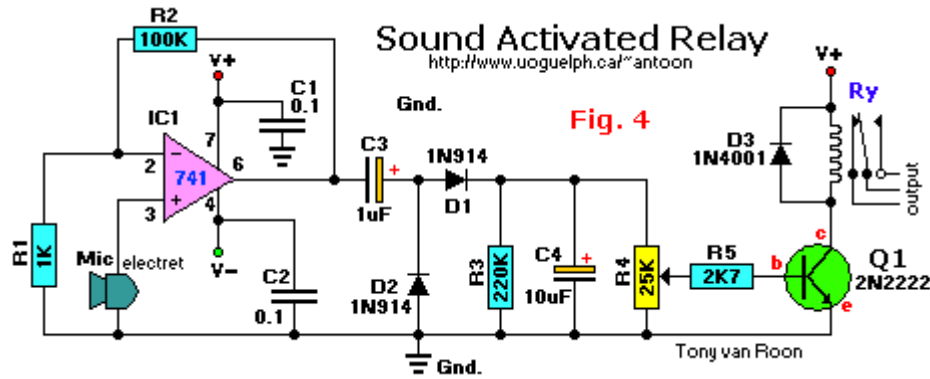 Sound Activated Relay
http://www.uoguelph.ca/~antoon
Fig. 4
R2
100K
V+
C1
0.1
Gnd.
IC1
7
2
−
741
6
3
+
4
V-
R1
1K
Mic electret
C2
0.1
C3
+
1uF
1N914
D1
D2
1N914
R3
220K
C4
+
10uF
R4
25K
R5
2K7
V+
Ry
D3
1N4001
output
c
b
e
Q1
2N2222
Gnd.
Tony van Roon